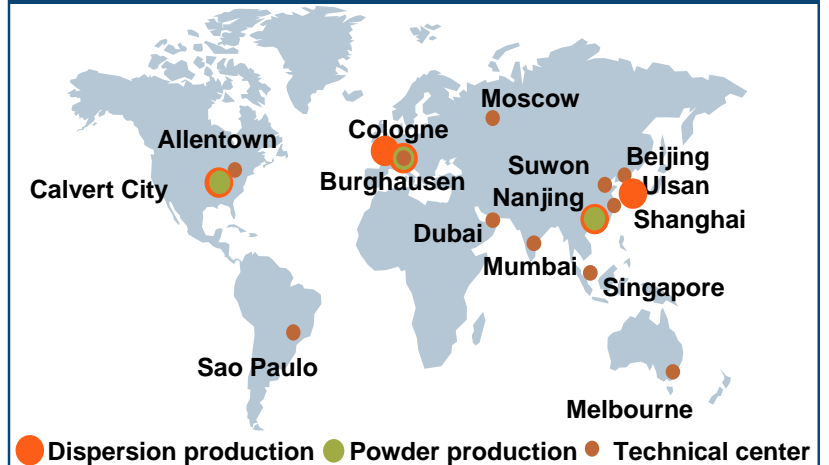 Moscow
Cologne
Allentown
Beijing
Suwon
Burghausen
Ulsan
Calvert City
Nanjing
Shanghai
Dubai
Mumbai
Singapore
Sao Paulo
Melbourne
Dispersion production Powder production Technical center